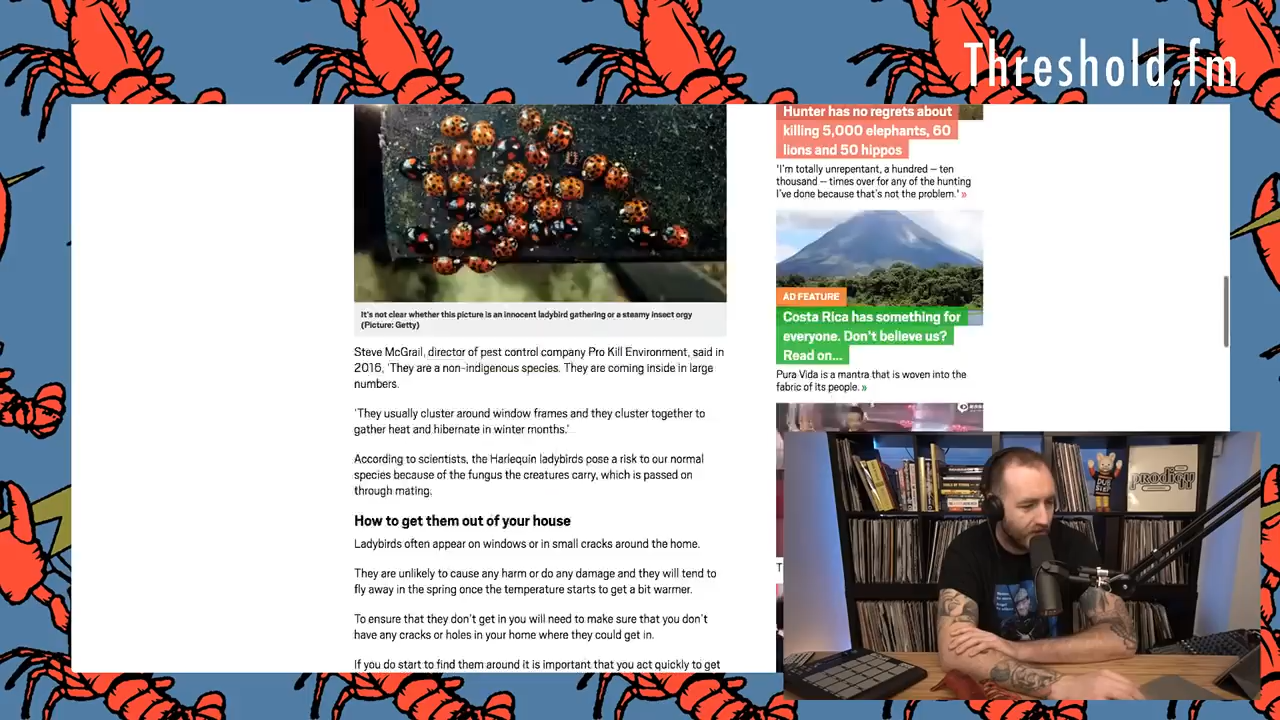 Threshold.fm
It's not clear whether this picture is an innocent ladybird gathering or a steamy insect orgy
(Picture: Getty)
Steve McGrail, director of pest control company Pro Kill Environment, said in
2016, 'They are a non-indigenous species. They are coming inside in large
numbers.
'They usually cluster around window frames and they cluster together to
gather heat and hibernate in winter months.'
According to scientists, the Harlequin ladybirds pose a risk to our normal
species because of the fungus the creatures carry, which is passed on
through mating.
How to get them out of your house
Ladybirds often appear on windows or in small cracks around the home.
They are unlikely to cause any harm or do any damage and they will tend to
fly away in the spring once the temperature starts to get a bit warmer.
To ensure that they don't get in you will need to make sure that you don't
have any cracks or holes in your home where they could get in.
If you do start to find them around it is important that you act quickly to get
Hunter has no regrets about
killing 5,000 elephants, 60
lions and 50 hippos
'I'm totally unrepentant, a hundred – ten
thousand – times over for any of the hunting
I've done because that's not the problem.' »
AD FEATURE
Costa Rica has something for
everyone. Don't believe us?
Read on...
Pura Vida is a mantra that is woven into the
fabric of its people. »
T
prodigy